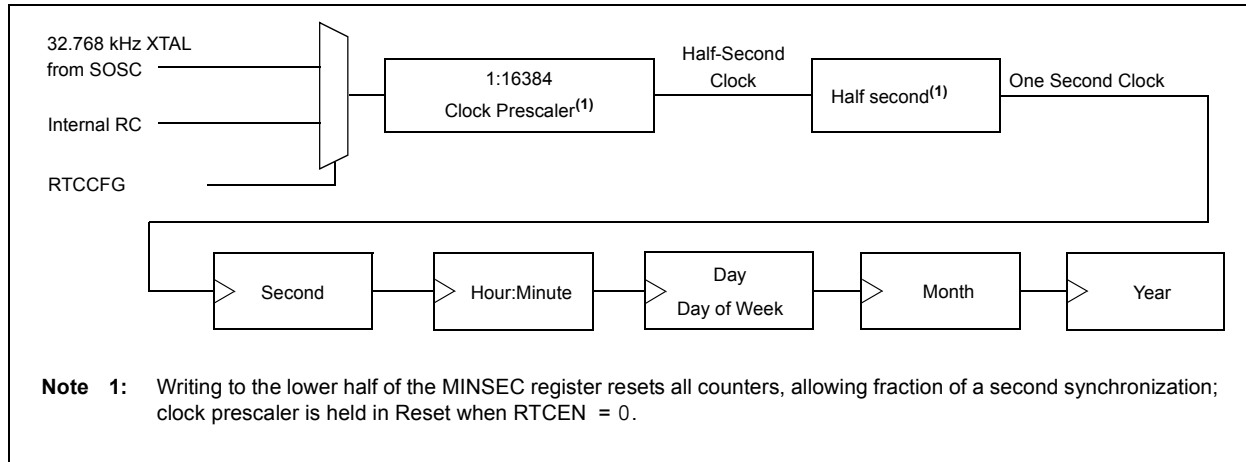 32.768 kHz XTAL
from SOSC
Internal RC
RTCCFG
1:16384
Clock Prescaler(1)
Half-Second
Clock
Half second(1)
One Second Clock
Second
Hour:Minute
Day
Day of Week
Month
Year
Note 1: Writing to the lower half of the MINSEC register resets all counters, allowing fraction of a second synchronization;
clock prescaler is held in Reset when RTCEN = 0.